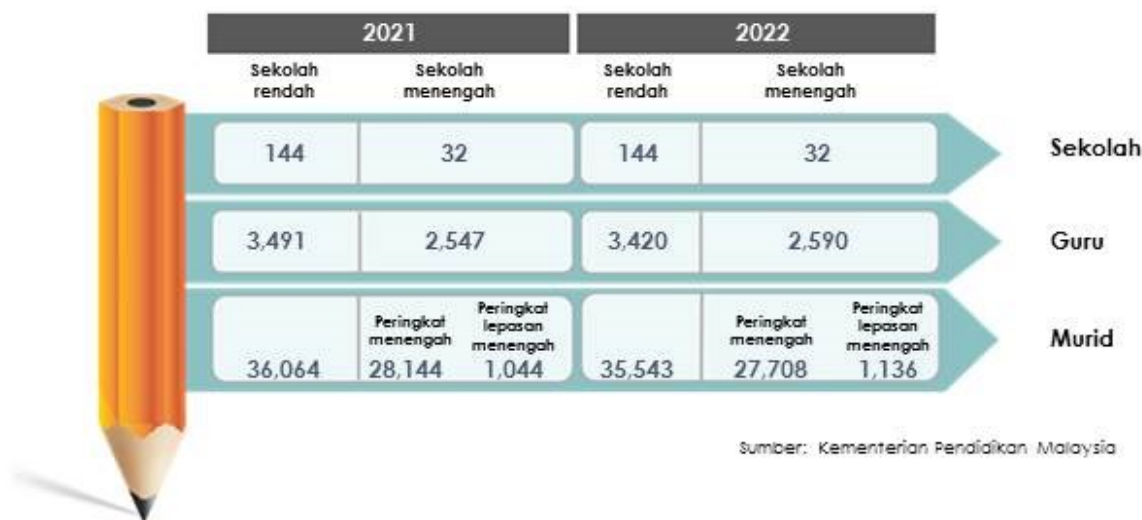 2021 2022
Sekolah rendah Sekolah menengah Sekolah rendah Sekolah menengah
144 32 144 32 Sekolah
3,491 2,547 3,420 2,590 Guru
Peringkat menengah Peringkat lepasan menengah Peringkat menengah Peringkat lepasan menengah Murid
36,064 28,144 1,044 35,543 27,708 1,136
Sumber: Kementerian Pendidikan Malaysia